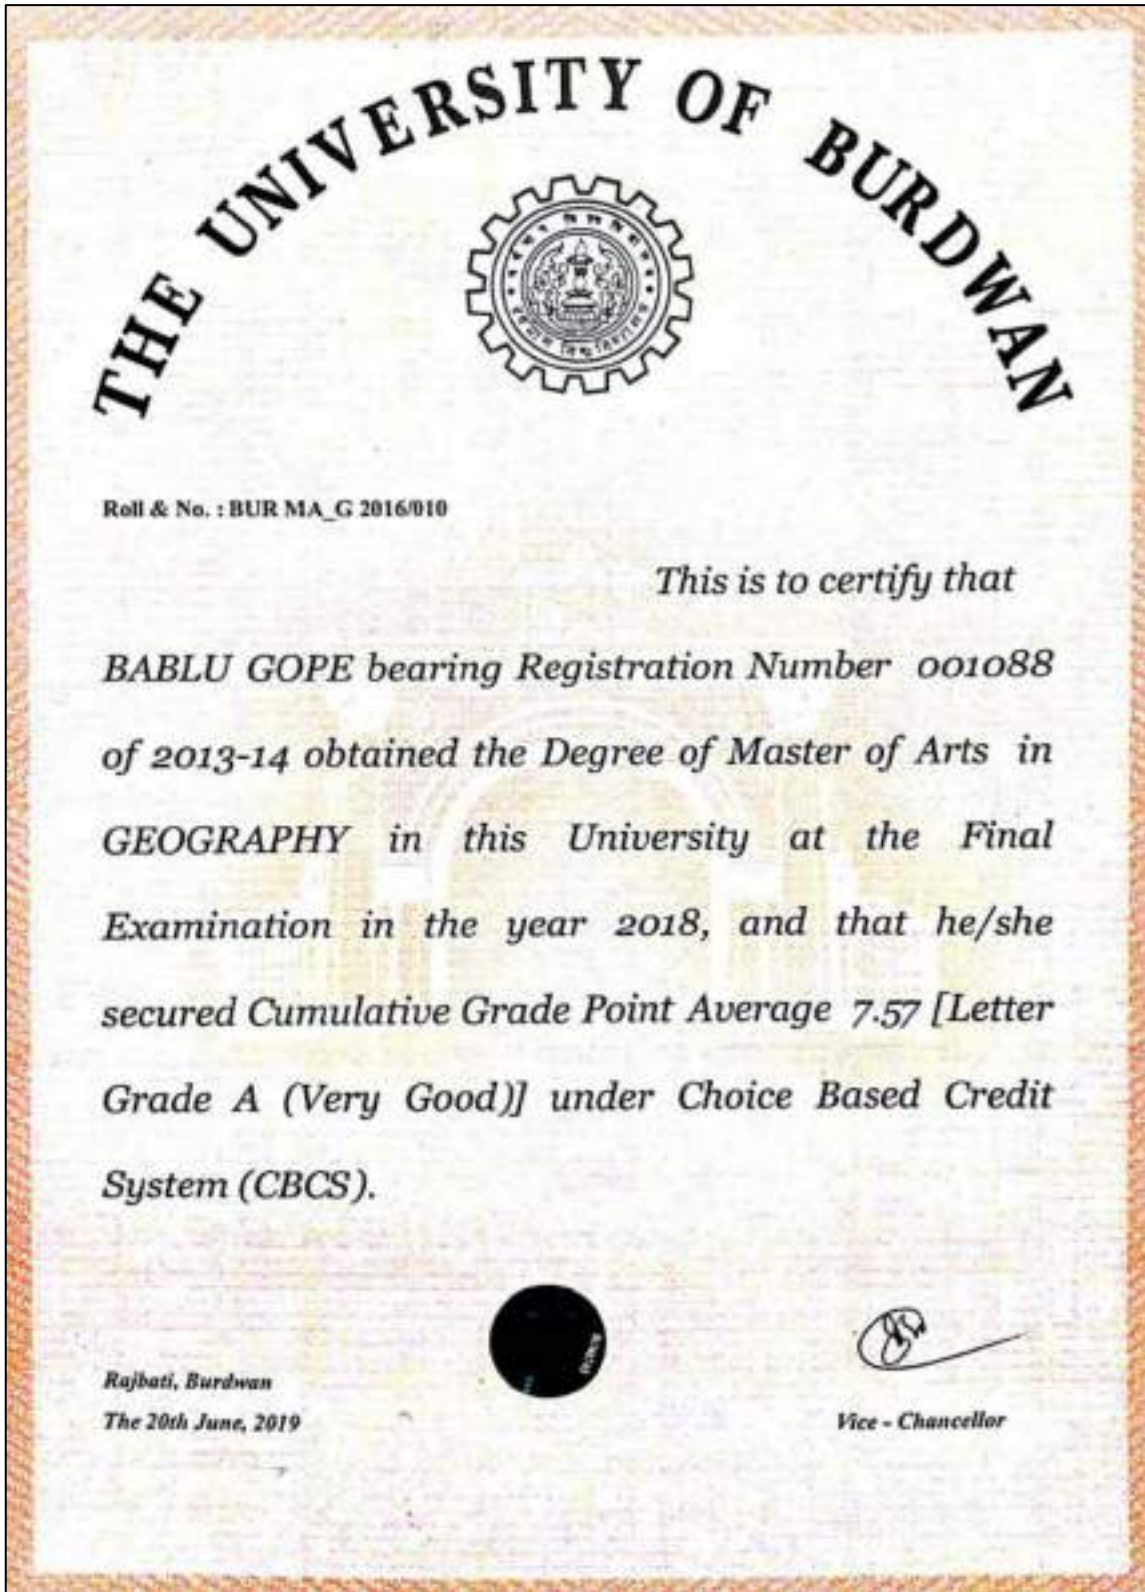 THE UNIVERSITY OF BURDWAN
Roll & No. : BUR MA_G 2016/010
This is to certify that
BABLU GOPE bearing Registration Number 001088
of 2013-14 obtained the Degree of Master of Arts in
GEOGRAPHY in this University at the Final
Examination in the year 2018, and that he/she
secured Cumulative Grade Point Average 7.57 [Letter
Grade A (Very Good)] under Choice Based Credit
System (CBCS).
Rajbati, Burdwan
The 20th June, 2019
Vice - Chancellor